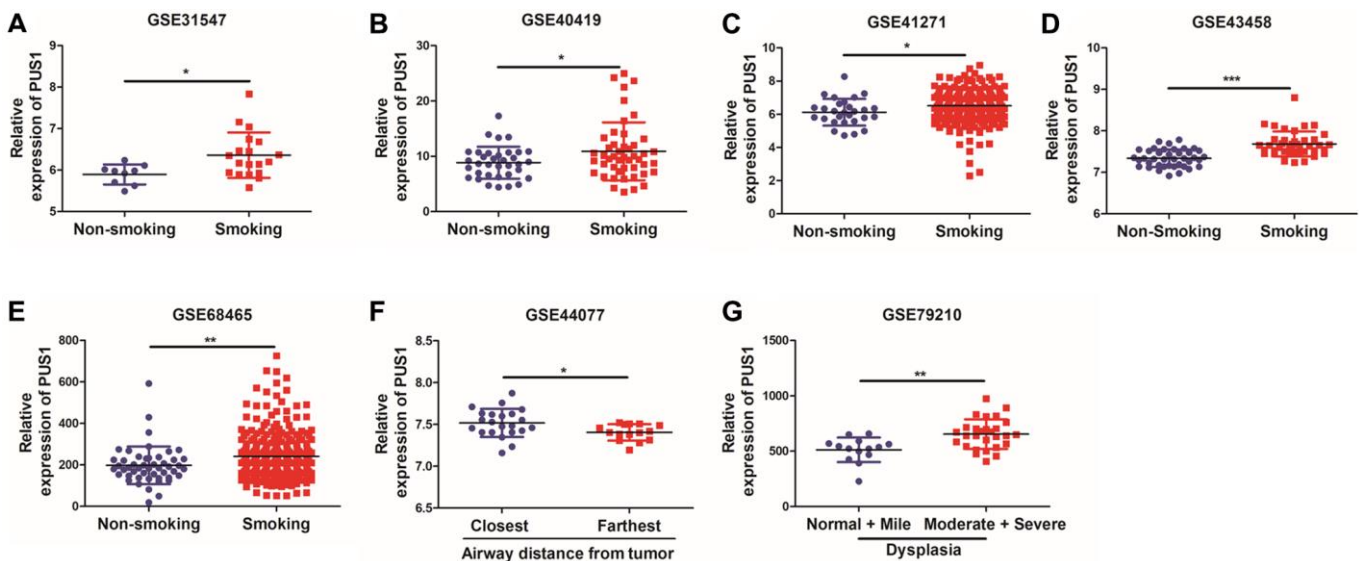 A
GSE31547
Relative
expression of PUS1
9
8
7
6
5
*
Non-smoking Smoking
B
GSE40419
Relative
expression of PUS1
30
20
10
0
*
Non-smoking Smoking
C
GSE41271
Relative
expression of PUS1
10
8
6
4
2
0
*
Non-smoking Smoking
D
GSE43458
Relative
expression of PUS1
10
9
8
7
6
***
Non-Smoking Smoking
E
GSE68465
Relative
expression of PUS1
800
600
400
200
0
**
Non-smoking Smoking
F
GSE44077
Relative
expression of PUS1
8.5
8.0
7.5
7.0
6.5
*
Closest Farthest
Airway distance from tumor
G
GSE79210
Relative
expression of PUS1
1500
1000
500
0
**
Normal + Mile Moderate + Severe
Dysplasia